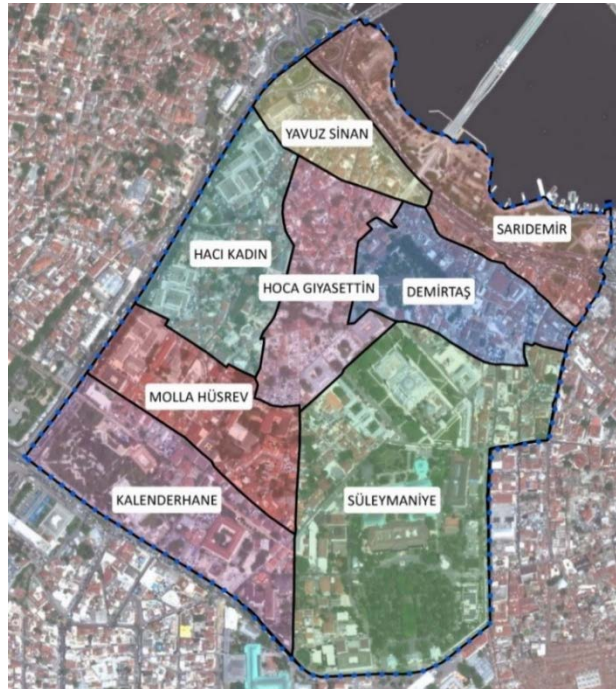 YAVUZ SİNAN
SARIDEMİR
HACI KADIN
HOCA GIYASETTİN
DEMİRTAŞ
MOLLA HÜSREV
KALENDERHANE
SÜLEYMANİYE